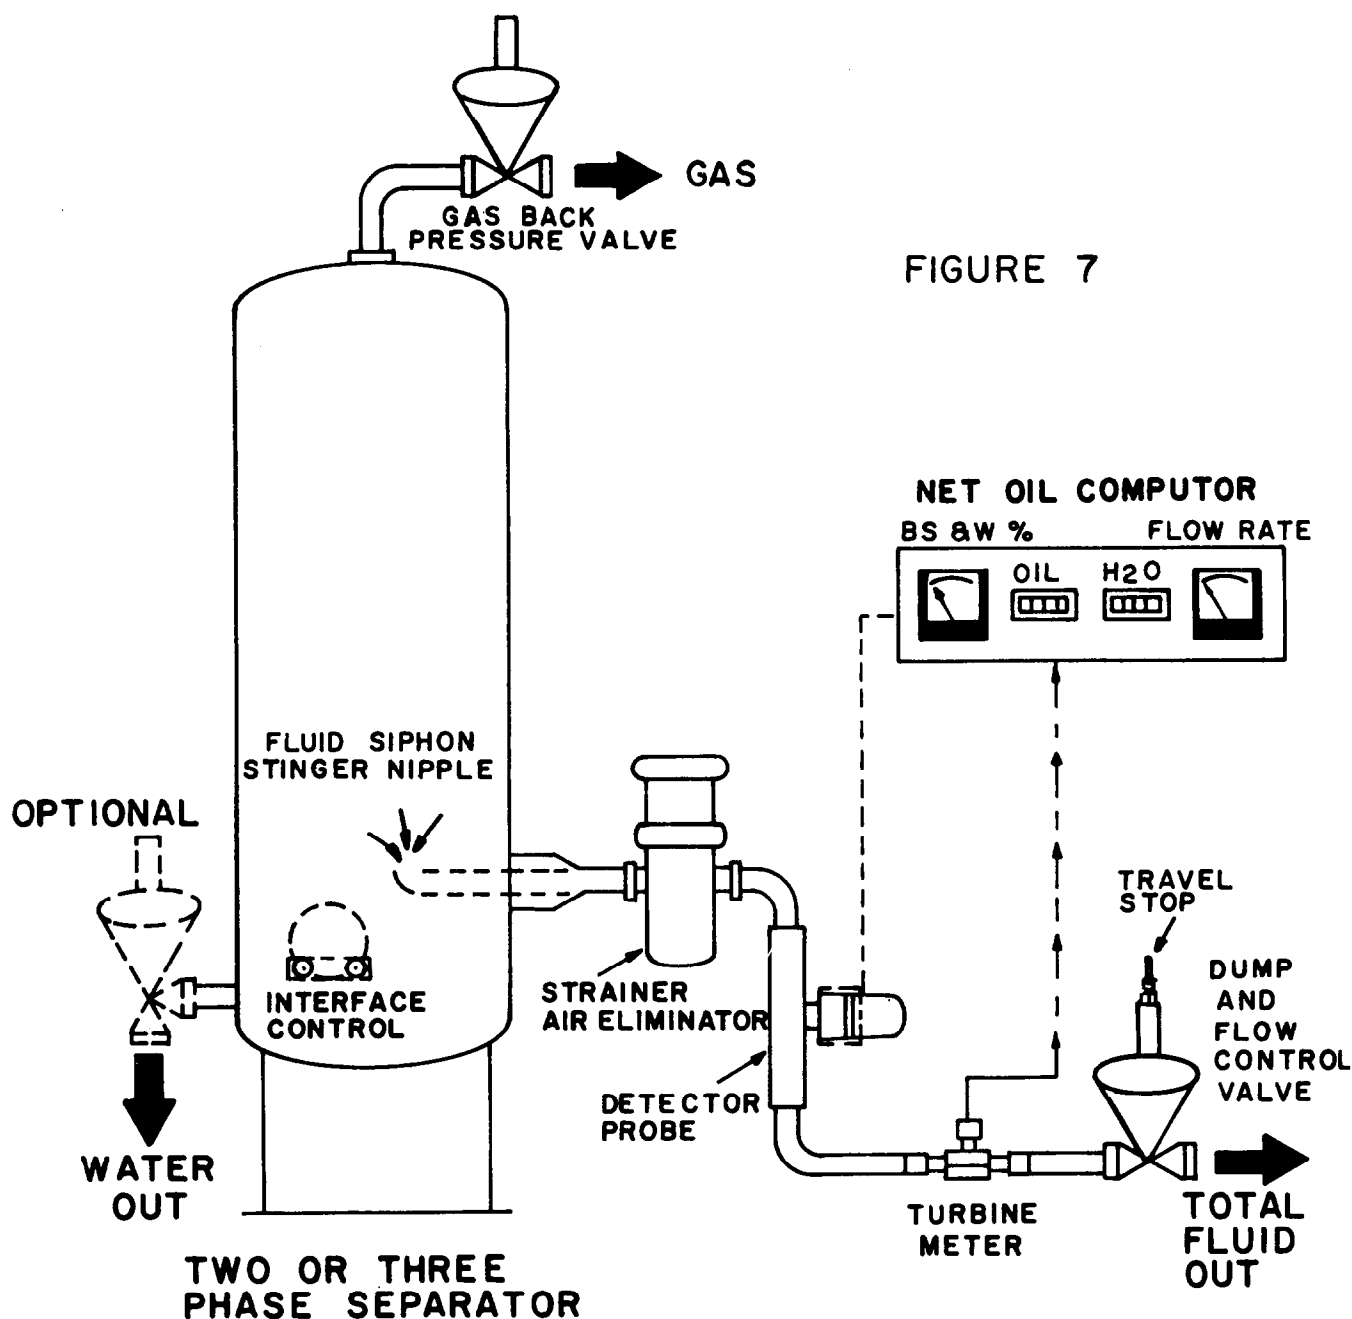 GAS
GAS BACK
PRESSURE VALVE
FIGURE 7
NET OIL COMPUTOR
BS &W %
FLOW RATE
OIL
H2O
FLUID SIPHON
STINGER NIPPLE
OPTIONAL
TRAVEL
STOP
DUMP
AND
FLOW
CONTROL
VALVE
INTERFACE
CONTROL
STRAINER
AIR ELIMINATOR
DETECTOR
PROBE
WATER
OUT
TURBINE
METER
TOTAL
FLUID
OUT
TWO OR THREE
PHASE SEPARATOR